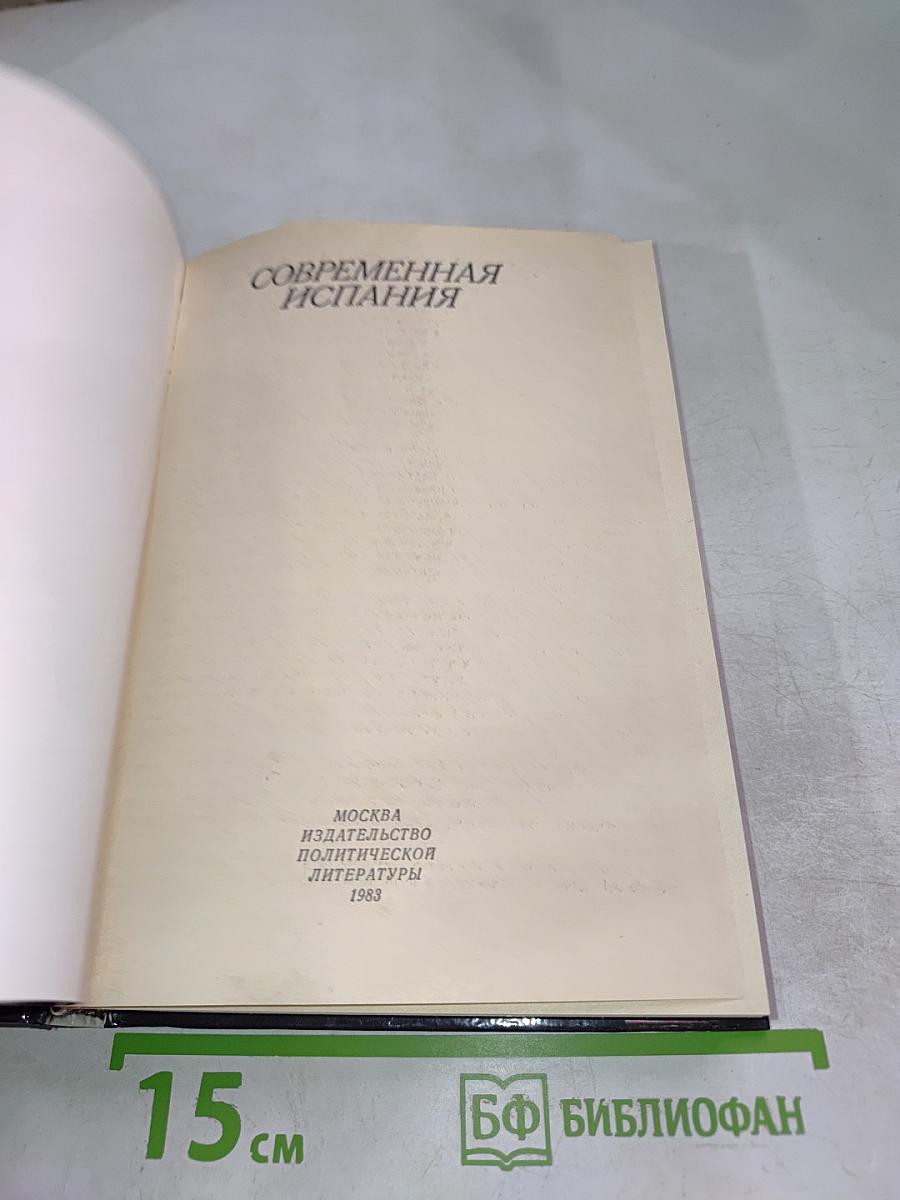 СОВРЕМЕННАЯ
ИСПАНИЯ
МОСКВА
ИЗДАТЕЛЬСТВО
ПОЛИТИЧЕСКОЙ
ЛИТЕРАТУРЫ
1983
15 см
БФ БИБЛИОФАН